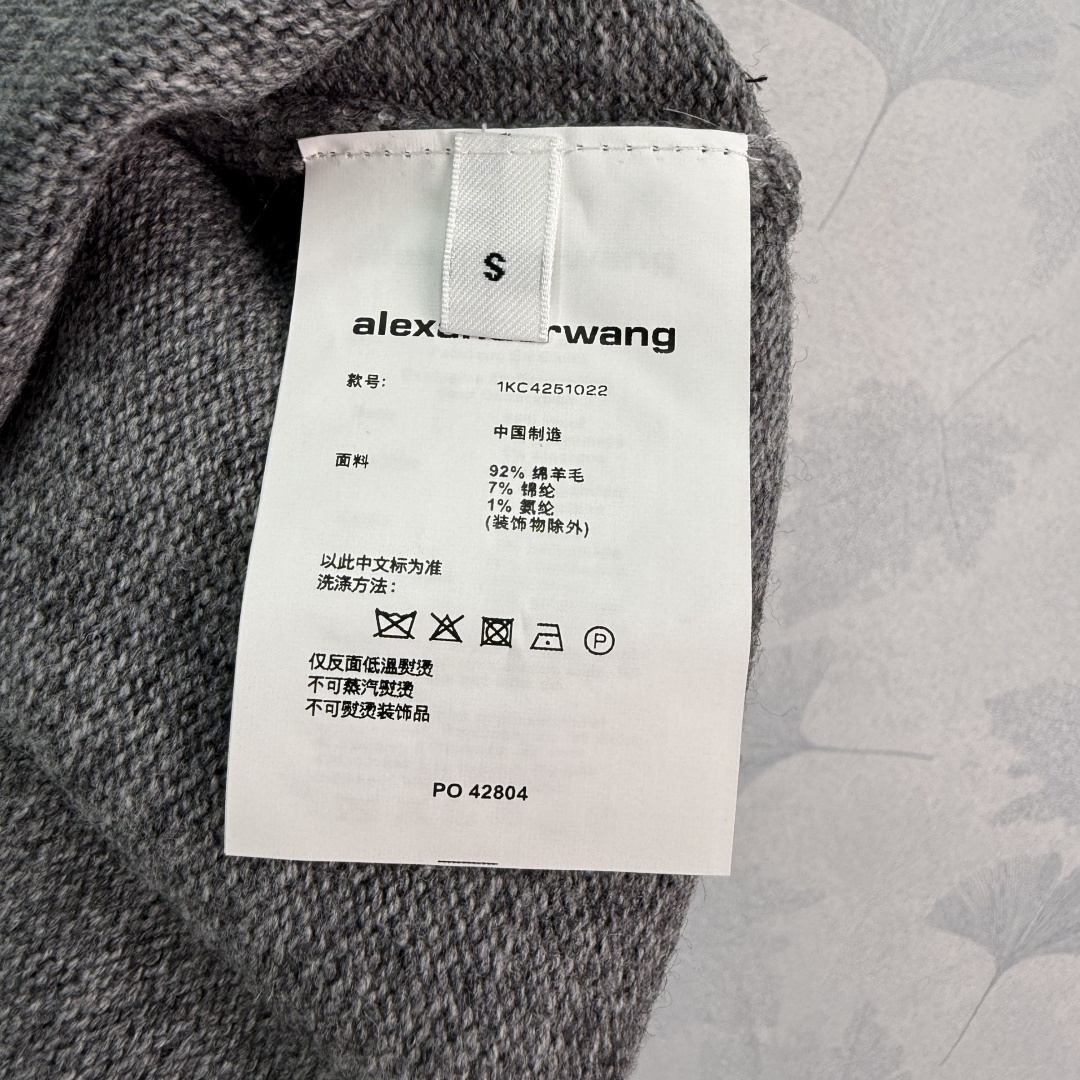 S
alexanderwang
款号: 1KC4251022
中国制造
面料 92% 绵羊毛
7% 锦纶
1% 氨纶
(装饰物除外)
以此中文标为准
洗涤方法:
P
仅反面低温熨烫
不可蒸汽熨烫
不可熨烫装饰品
PO 42804